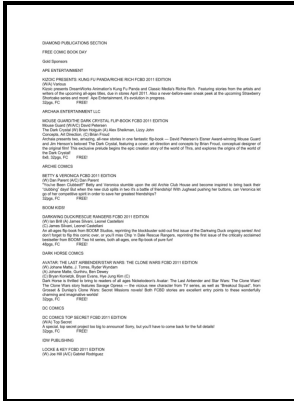 DIAMOND PUBLICATIONS SECTION
FREE COMIC BOOK DAY
Gold Sponsors
APE ENTERTAINMENT
KIZOIC PRESENTS: KUNG FU PANDA/RICHIE RICH FCBD 2011 EDITION
(W/A) Various
Kizoic presents DreamWorks Animation's Kung Fu Panda and Classic Media's Richie Rich. Featuring stories from the artists and
writers of the upcoming all-ages titles, due in stores April 2011. Also a never-before-seen sneak peek at the upcoming Strawberry
Shortcake series and more! Ape Entertainment, it's evolution in progress.
32pgs, FC FREE!
ARCHAIA ENTERTAINMENT LLC
MOUSE GUARD/THE DARK CRYSTAL FLIP-BOOK FCBD 2011 EDITION
Mouse Guard (W/A/C) David Petersen
The Dark Crystal (W) Brian Holguin (A) Alex Sheikman, Lizzy John
Concepts, Art Direction, (C) Brian Froud
Archaia presents two, amazing, all-new stories in one fantastic flip-book — David Petersen's Eisner Award-winning Mouse Guard
and Jim Henson's beloved The Dark Crystal, featuring a cover, art direction and concepts by Brian Froud, conceptual designer of
the original film! This exclusive prelude begins the epic creation story of the world of Thra, and explores the origins of the world of
the Dark Crystal!
8x8, 32pgs, FC FREE!
ARCHIE COMICS
BETTY & VERONICA FCBD 2011 EDITION
(W) Dan Parent (A/C) Dan Parent
"You've Been Clubbed!" Betty and Veronica stumble upon the old Archie Club House and become inspired to bring back their
"clubbing" days! But when the new club splits in two it's a battle of friendship! With Jughead pushing her buttons, can Veronica let
go of her competitive spirit in order to save her greatest friendships?
32pgs, FC FREE!
BOOM KIDS!
DARKWING DUCK/RESCUE RANGERS FCBD 2011 EDITION
(W) Ian Brill (A) James Silvani, Leonel Castellani
(C) James Silvani, Leonel Castellani
An all ages flip book from BOOM! Studios, reprinting the blockbuster sold out first issue of the Darkwing Duck ongoing series! And
don't forget to flip this comic over, or you'll miss Chip 'n' Dale Rescue Rangers, reprinting the first issue of the critically acclaimed
bestseller from BOOM! Two hit series, both all-ages, one flip-book of pure fun!
48pgs, FC FREE!
DARK HORSE COMICS
AVATAR: THE LAST AIRBENDER/STAR WARS: THE CLONE WARS FCBD 2011 EDITION
(C) Bryan Konietzko, Bryan Evans, Hye Jung Kim (C)
Dark Horse is thrilled to bring to readers of all ages Nickelodeon's Avatar: The Last Airbender and Star Wars: The Clone Wars!
The Clone Wars story features Savage Opress — the vicious new character from TV series, as well as "Breakout Squad", from
Grosset & Dunlap's Clone Wars: Secret Missions novels! Both FCBD stories are excellent entry points to these wonderfully
charming and imaginative worlds!
32pgs, FC FREE!
DC COMICS
DC COMICS TOP SECRET FCBD 2011 EDITION
(W/A) Top Secret
A special, top secret project too big to announce! Sorry, but you'll have to come back for the full details!
32pgs, FC FREE!
IDW PUBLISHING
LOCKE & KEY FCBD 2011 EDITION
(W) Joe Hill (A/C) Gabriel Rodriguez